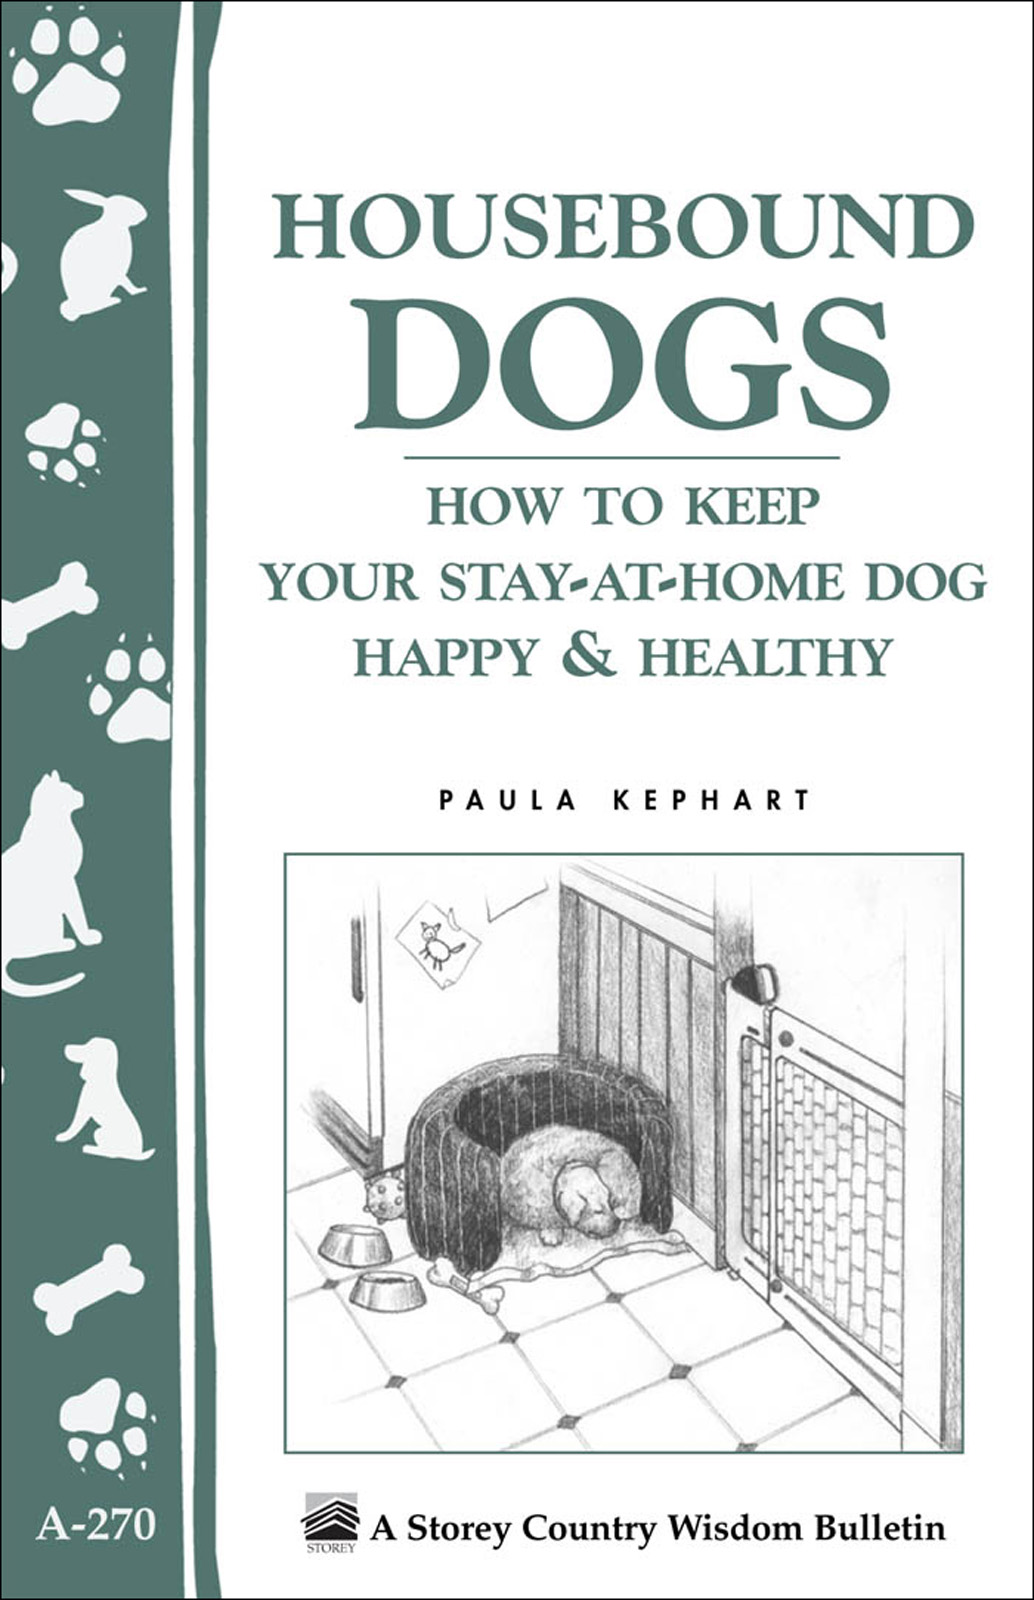 HOUSEBOUND
DOGS
HOW TO KEEP
YOUR STAY-AT-HOME DOG
HAPPY & HEALTHY
PAULA KEPHART
A-270
STOREY
A Storey Country Wisdom Bulletin